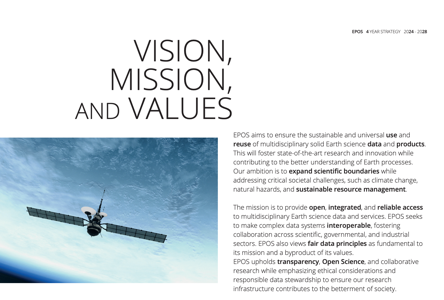 EPOS 4 YEAR STRATEGY 2024 - 2028
VISION,
MISSION,
AND VALUES
EPOS aims to ensure the sustainable and universal use and
reuse of multidisciplinary solid Earth science data and products.
This will foster state-of-the-art research and innovation while
contributing to the better understanding of Earth processes.
Our ambition is to expand scientific boundaries while
addressing critical societal challenges, such as climate change,
natural hazards, and sustainable resource management.
The mission is to provide open, integrated, and reliable access
to multidisciplinary Earth science data and services. EPOS seeks
to make complex data systems interoperable, fostering
collaboration across scientific, governmental, and industrial
sectors. EPOS also views fair data principles as fundamental to
its mission and a byproduct of its values.
EPOS upholds transparency, Open Science, and collaborative
research while emphasizing ethical considerations and
responsible data stewardship to ensure our research
infrastructure contributes to the betterment of society.